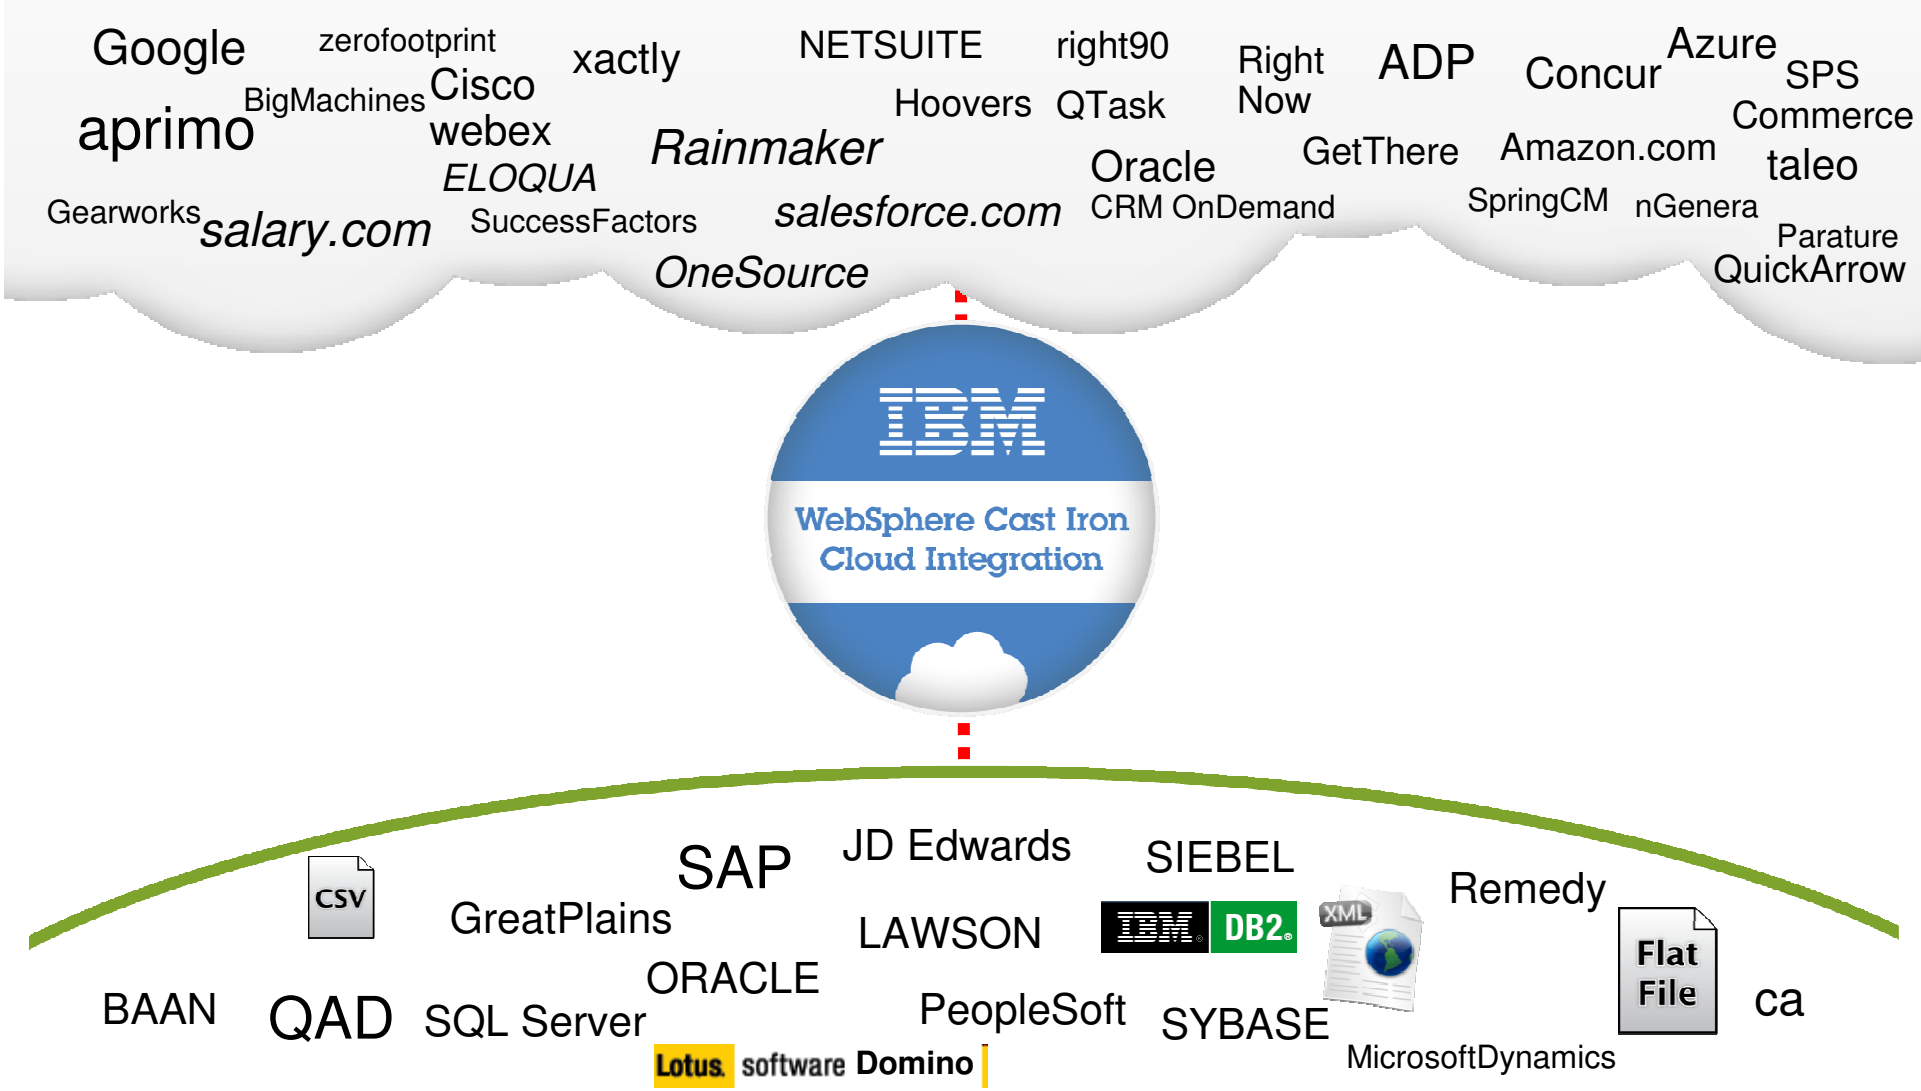 Google
zerofootprint
xactly
NETSUITE
right90
Right
Now
ADP
Concur
Azure
SPS
Commerce
BigMachines
Cisco
webex
Hoovers
QTask
aprimo
Rainmaker
Oracle
CRM OnDemand
GetThere
Amazon.com
taleo
ELOQUA
Gearworks
salary.com
SuccessFactors
salesforce.com
SpringCM
nGenera
Parature
QuickArrow
OneSource
IBM
WebSphere Cast Iron
Cloud Integration
SAP
JD Edwards
SIEBEL
CSV
GreatPlains
LAWSON
IBM® DB2®
XML
Remedy
Flat
File
BAAN
QAD
SQL Server
ORACLE
PeopleSoft
SYBASE
ca
Lotus. software Domino
MicrosoftDynamics